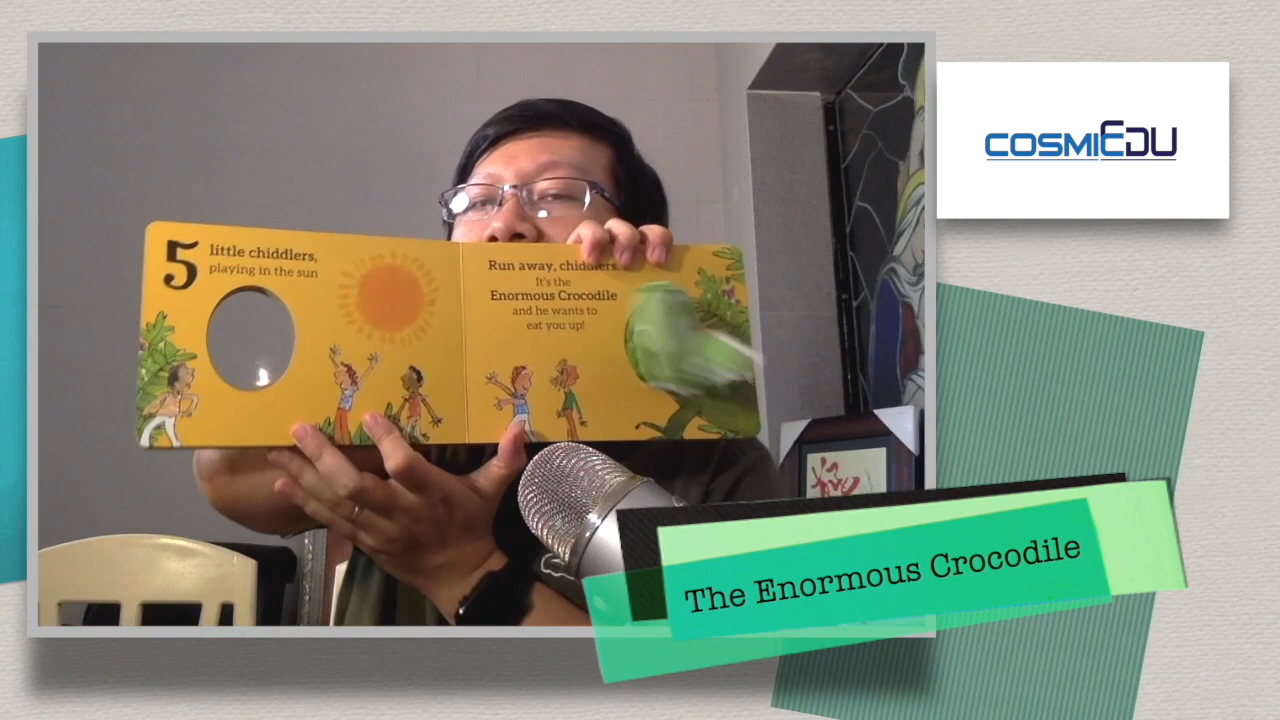 COSMIEDU
5
little chiddlers,
playing in the sun
Run away, chiddlers.
It's the
Enormous Crocodile
and he wants to
eat you up!
The Enormous Crocodile